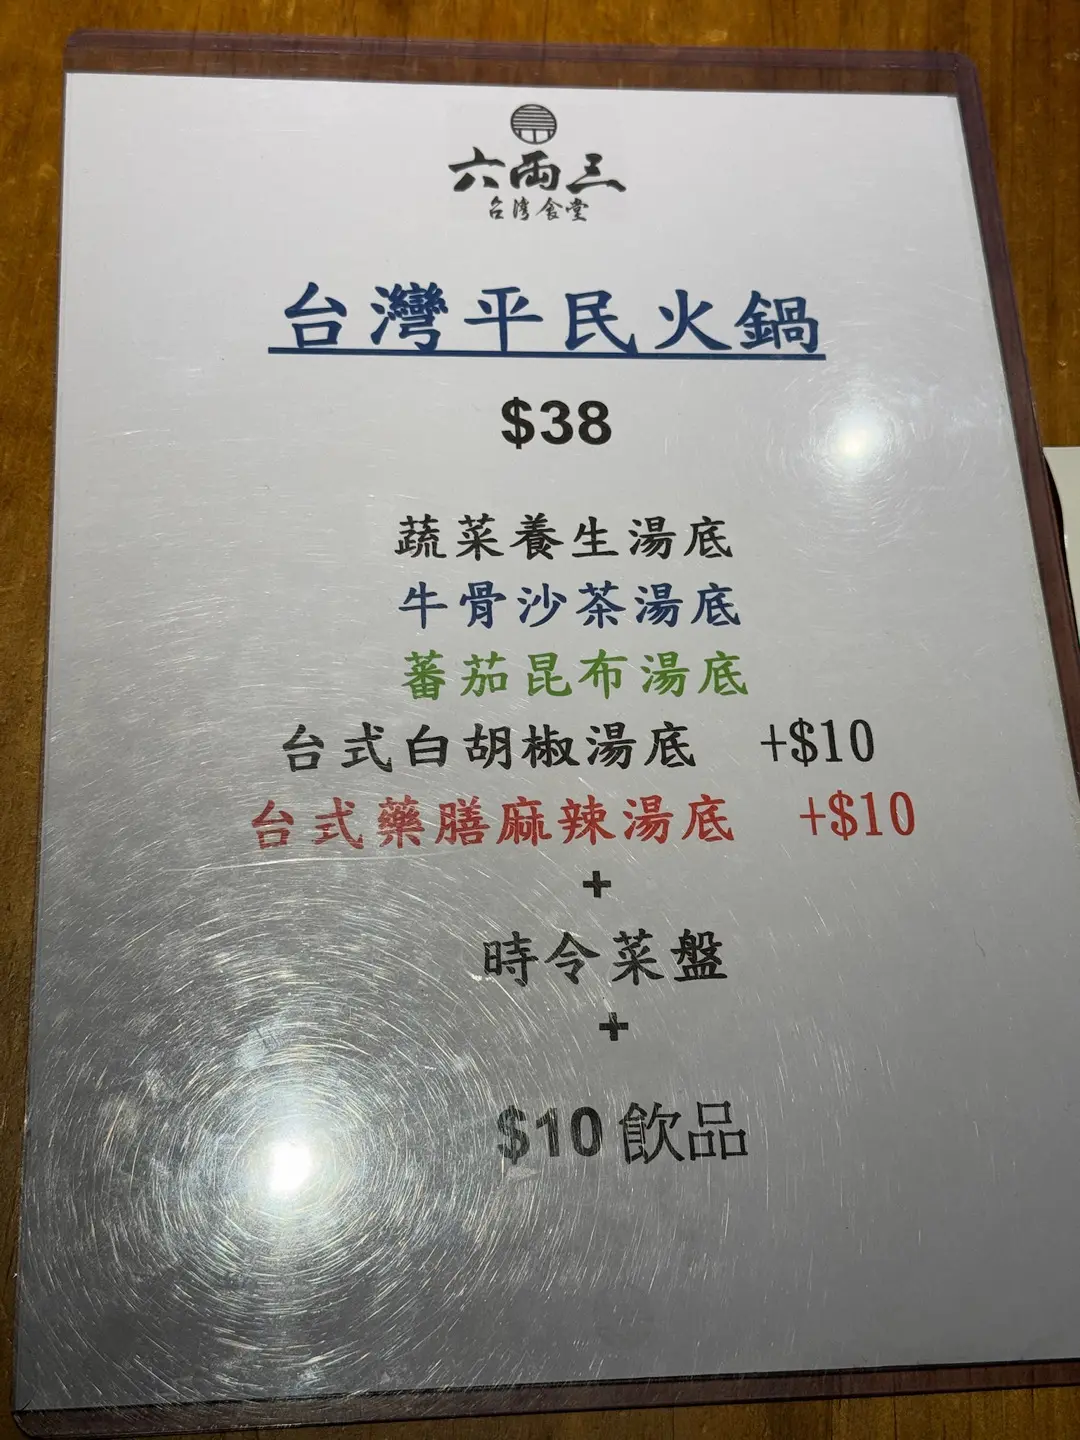 六兩三
台灣食堂
台灣平民火鍋
$38
蔬菜養生湯底
牛骨沙茶湯底
蕃茄昆布湯底
台式白胡椒湯底 +$10
台式藥膳麻辣湯底 +$10
+
時令菜盤
+
$10 飲品